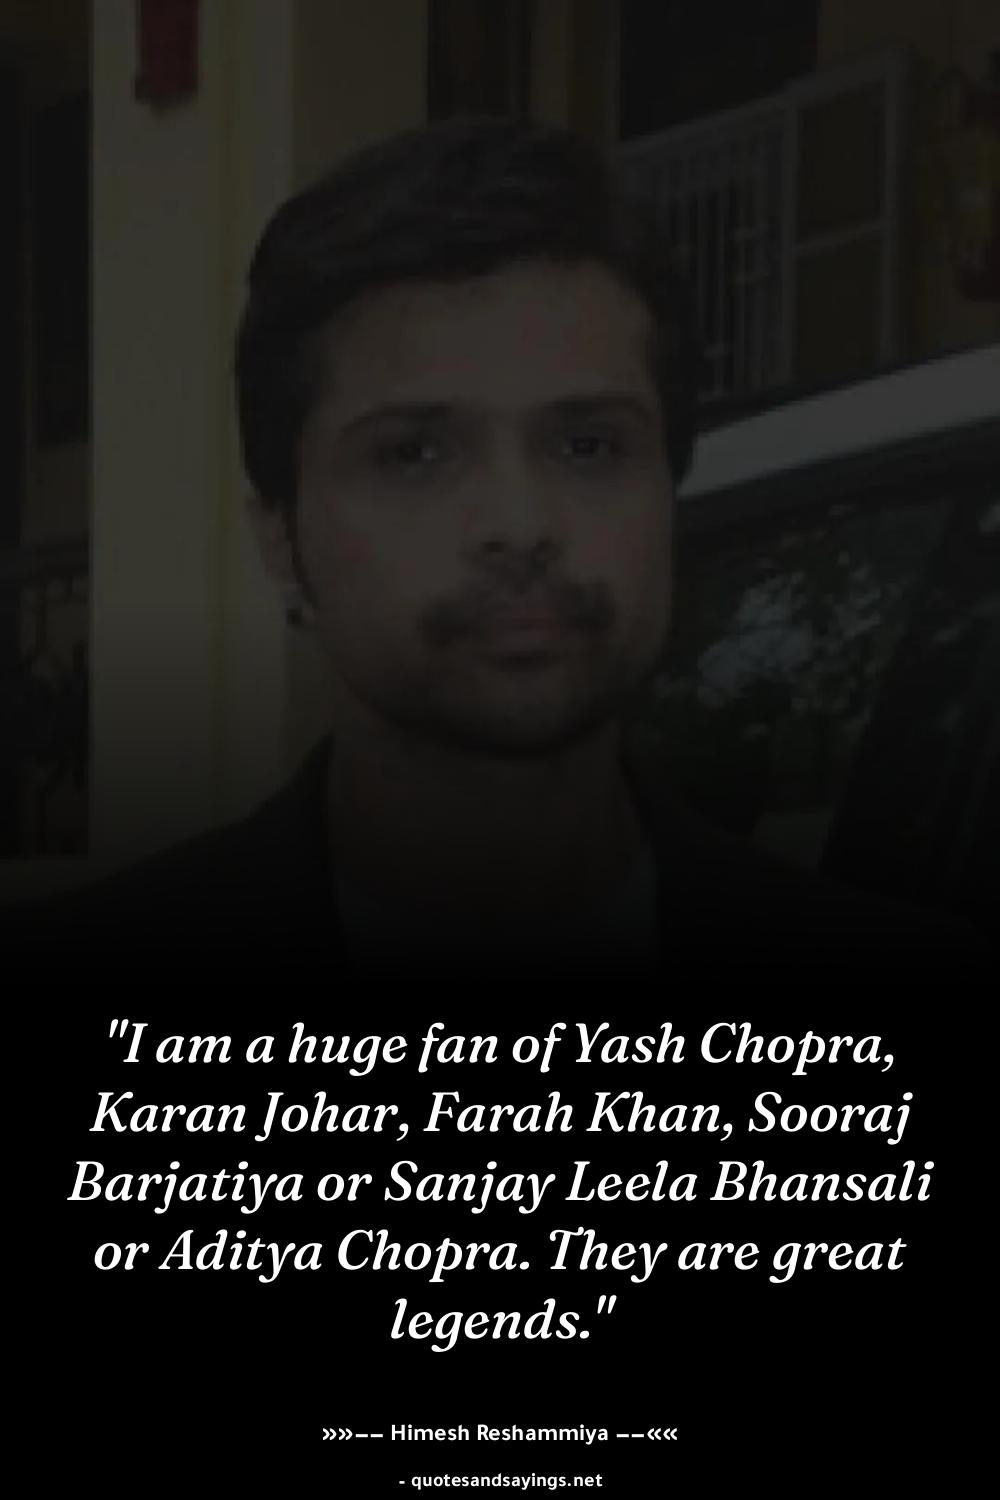 "I am a huge fan of Yash Chopra,
Karan Johar, Farah Khan, Sooraj
Barjatiya or Sanjay Leela Bhansali
or Aditya Chopra. They are great
legends."
»»−− Himesh Reshammiya −−««
- quotesandsayings.net